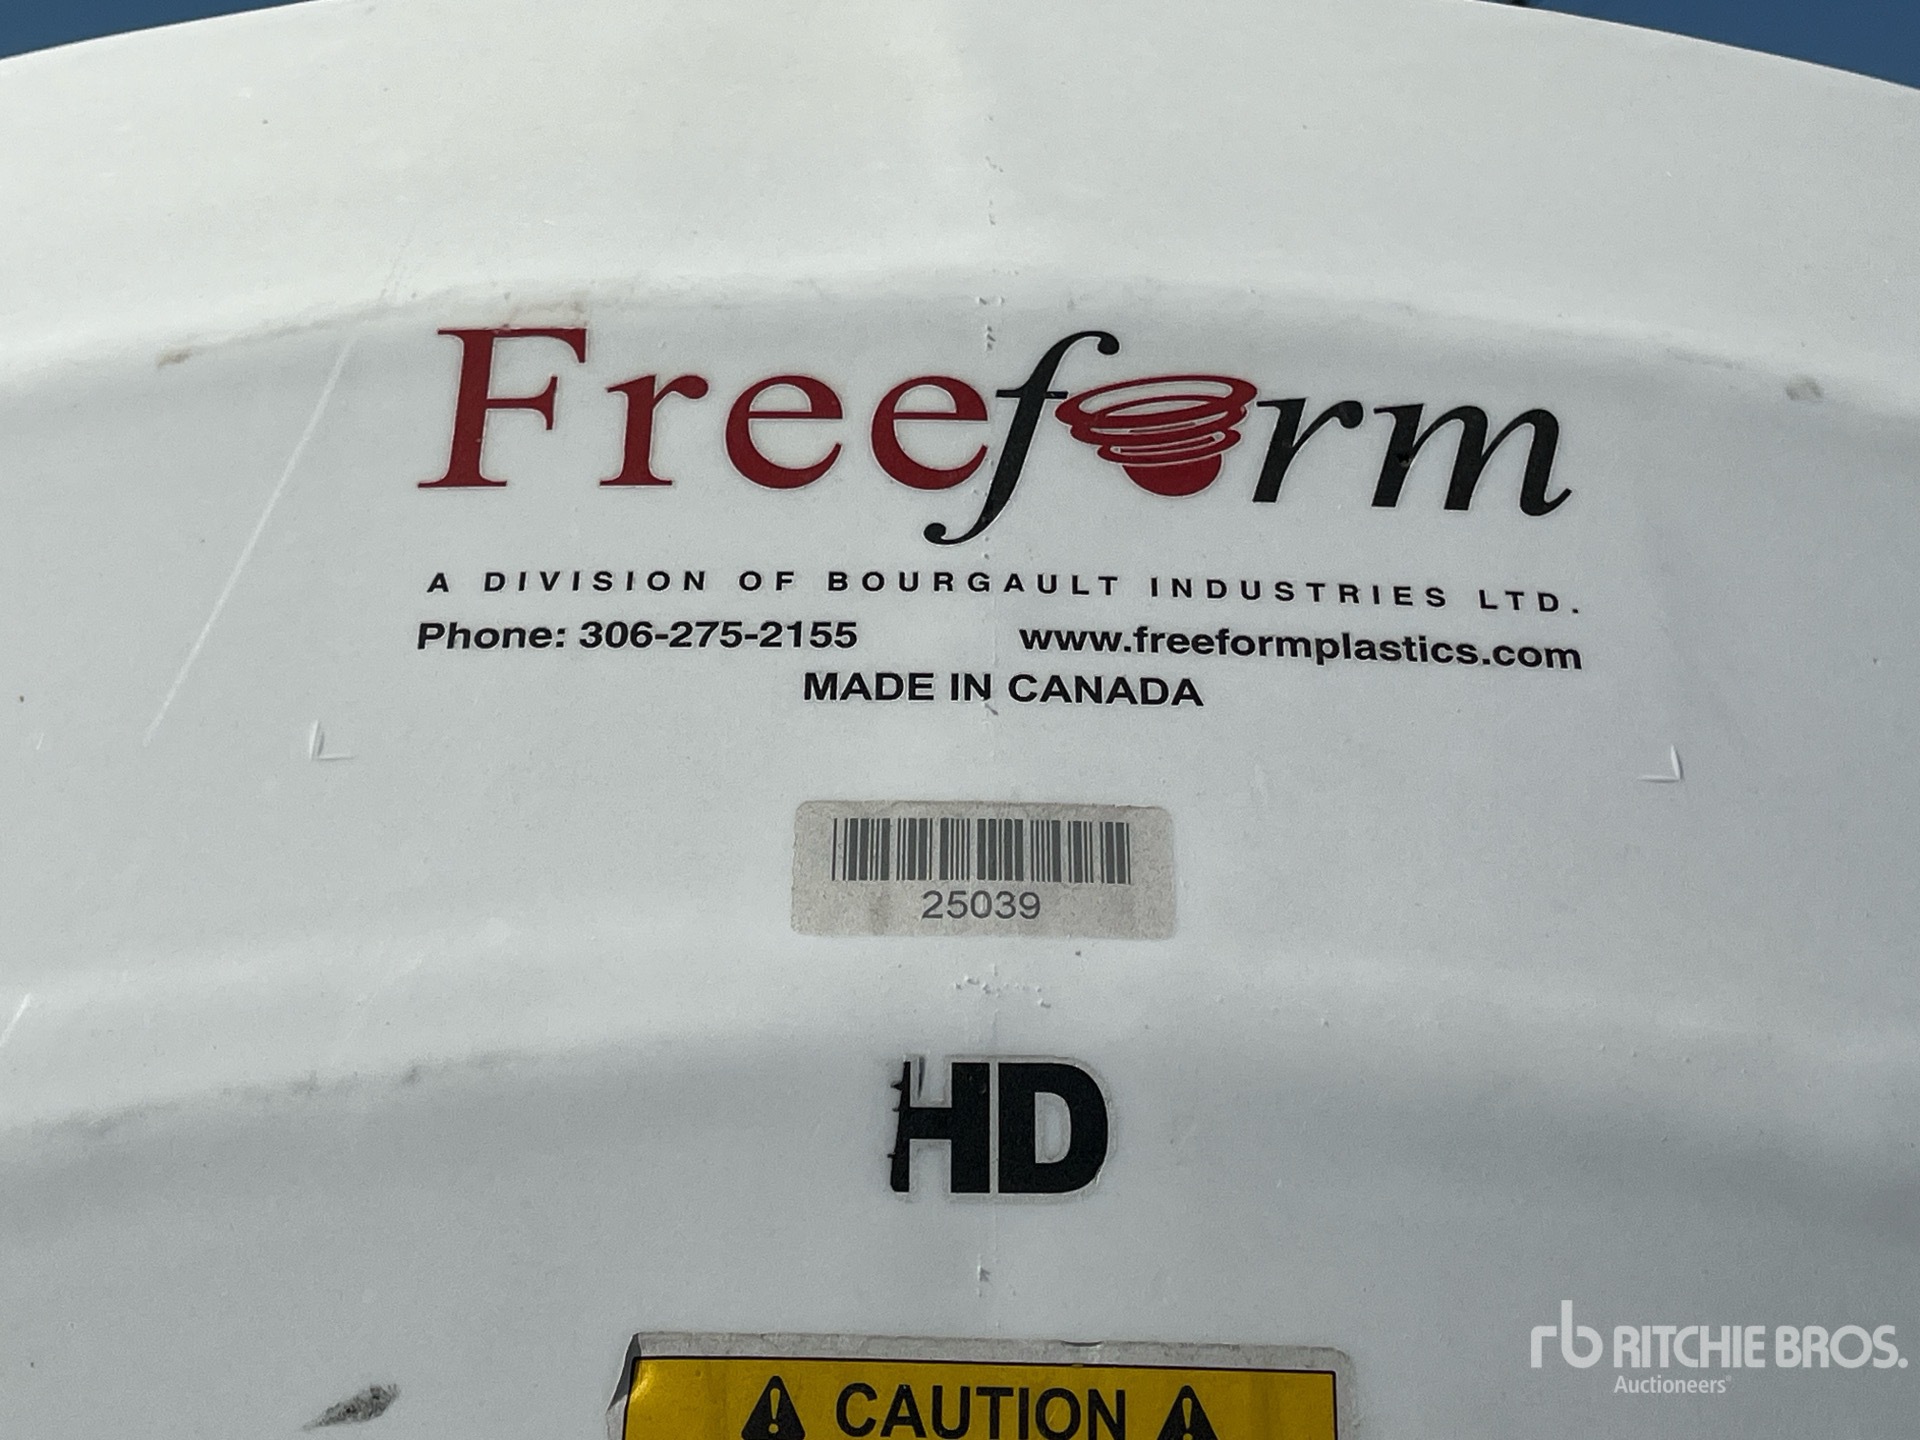 Freeform
A DIVISION OF BOURGAULT INDUSTRIES LTD.
Phone: 306-275-2155 www.freeformplastics.com
MADE IN CANADA
25039
HD
CAUTION
rb RITCHIE BROS.
Auctioneers®